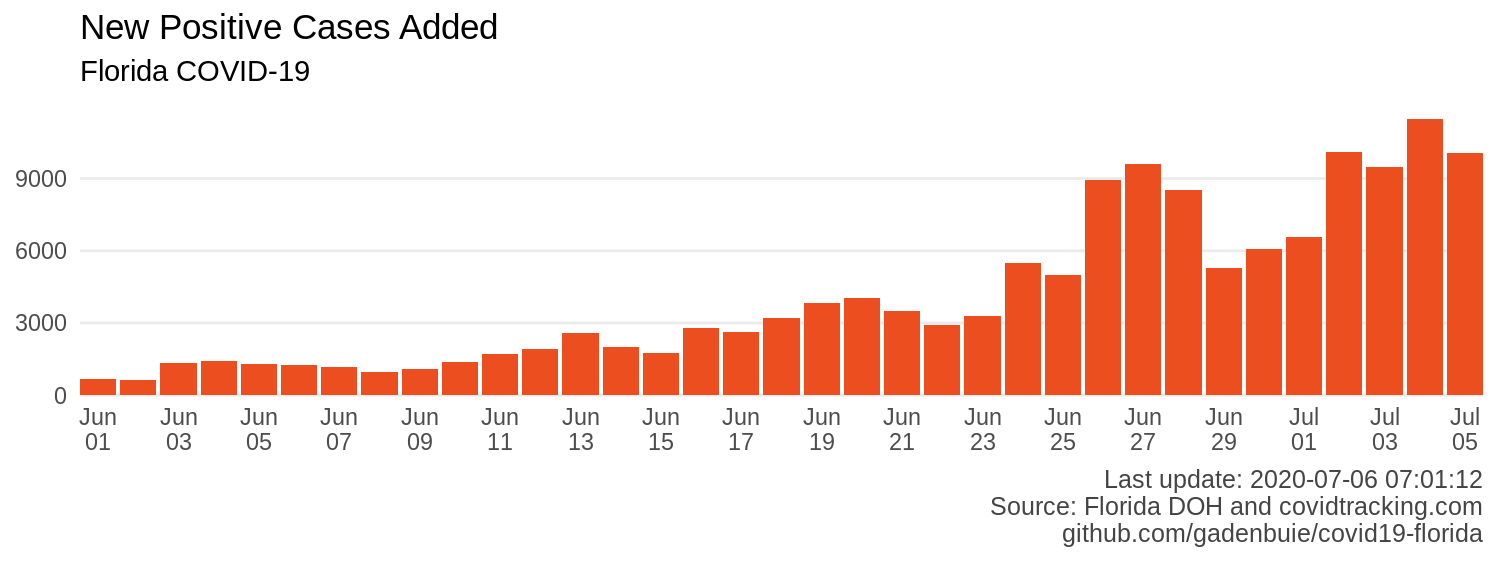 New Positive Cases Added
Florida COVID-19
9000
6000
3000
0
Jun Jun Jun Jun Jun Jun Jun Jun Jun Jun Jun Jun Jun Jun Jun Jul Jul Jul
01 03 05 07 09 11 13 15 17 19 21 23 25 27 29 01 03 05
Last update: 2020-07-06 07:01:12
Source: Florida DOH and covidtracking.com
github.com/gadenbuie/covid19-florida